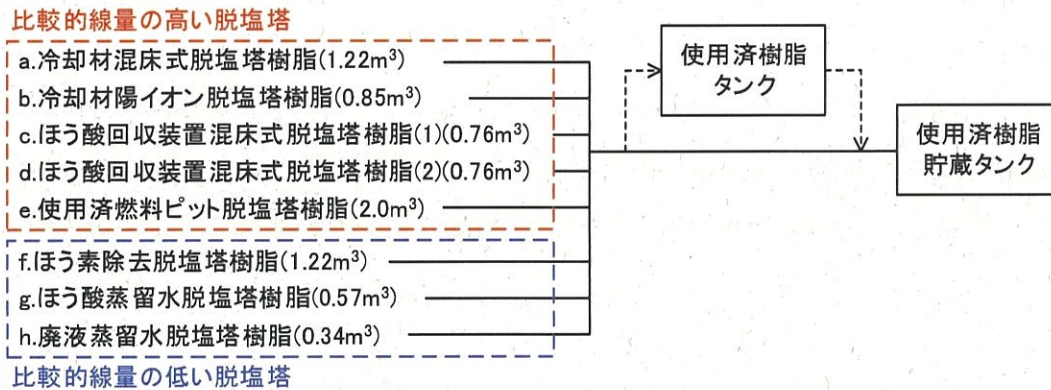 比較的線量の高い脱塩塔
a.冷却材混床式脱塩塔樹脂(1.22m³)
b.冷却材陽イオン脱塩塔樹脂(0.85m³)
c.ほう酸回収装置混床式脱塩塔樹脂(1)(0.76m³)
d.ほう酸回収装置混床式脱塩塔樹脂(2)(0.76m³)
e.使用済燃料ピット脱塩塔樹脂(2.0m³)
f.ほう素除去脱塩塔樹脂(1.22m³)
g.ほう酸蒸留水脱塩塔樹脂(0.57m³)
h.廃液蒸留水脱塩塔樹脂(0.34m³)
比較的線量の低い脱塩塔
使用済樹脂
タンク
使用済樹脂
貯蔵タンク